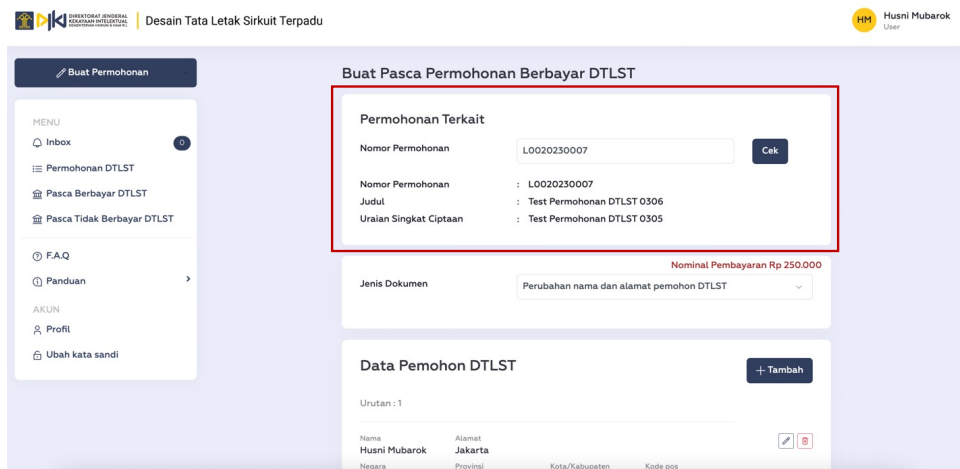 DIREKTORAT JENDERAL
KEKAYAAN INTELEKTUAL
Desain Tata Letak Sirkuit Terpadu
HM
Husni Mubarok
User
Buat Permohonan
MENU
Inbox
0
Permohonan DTLST
Pasca Berbayar DTLST
Pasca Tidak Berbayar DTLST
F.A.Q
Panduan
AKUN
Profil
Ubah kata sandi
Buat Pasca Permohonan Berbayar DTLST
Permohonan Terkait
Nomor Permohonan L0020230007 Cek
Nomor Permohonan : L0020230007
Judul : Test Permohonan DTLST 0306
Uraian Singkat Ciptaan : Test Permohonan DTLST 0305
Nominal Pembayaran Rp 250.000
Jenis Dokumen Perubahan nama dan alamat pemohon DTLST
Data Pemohon DTLST
Tambah
Urutan : 1
Nama Alamat
Husni Mubarok Jakarta
Negara Provinsi Kota/Kabupaten Kode pos